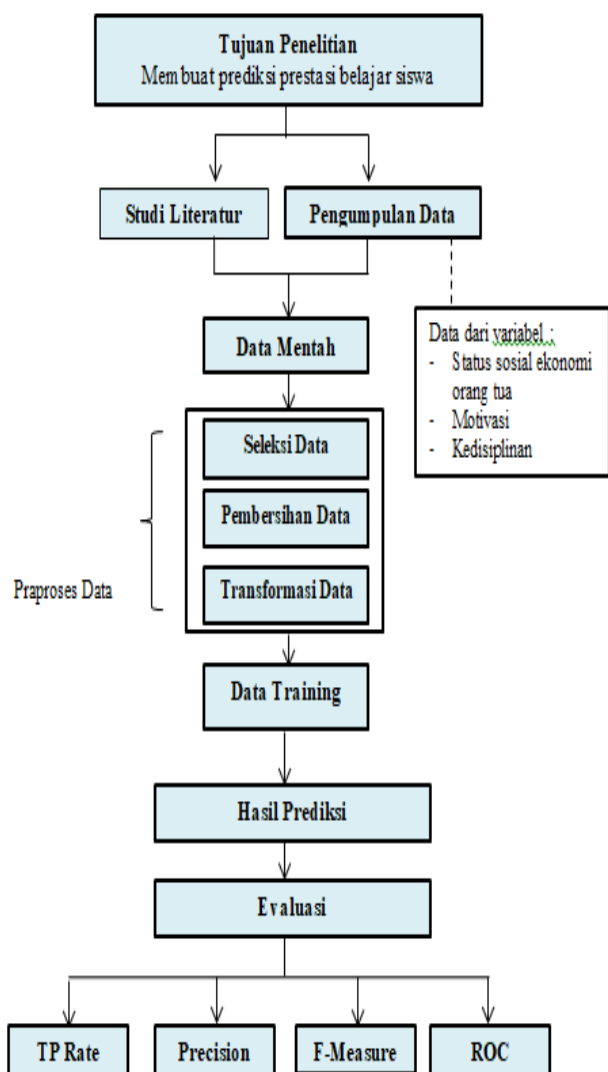 Tujuan Penelitian
Membuat prediksi prestasi belajar siswa
Studi Literatur
Pengumpulan Data
Data Mentah
Data dari variabel :
- Status sosial ekonomi
orang tua
- Motivasi
- Kedisiplinan
Seleksi Data
Pembersihan Data
Praproses Data
Transformasi Data
Data Training
Hasil Prediksi
Evaluasi
TP Rate
Precision
F-Measure
ROC